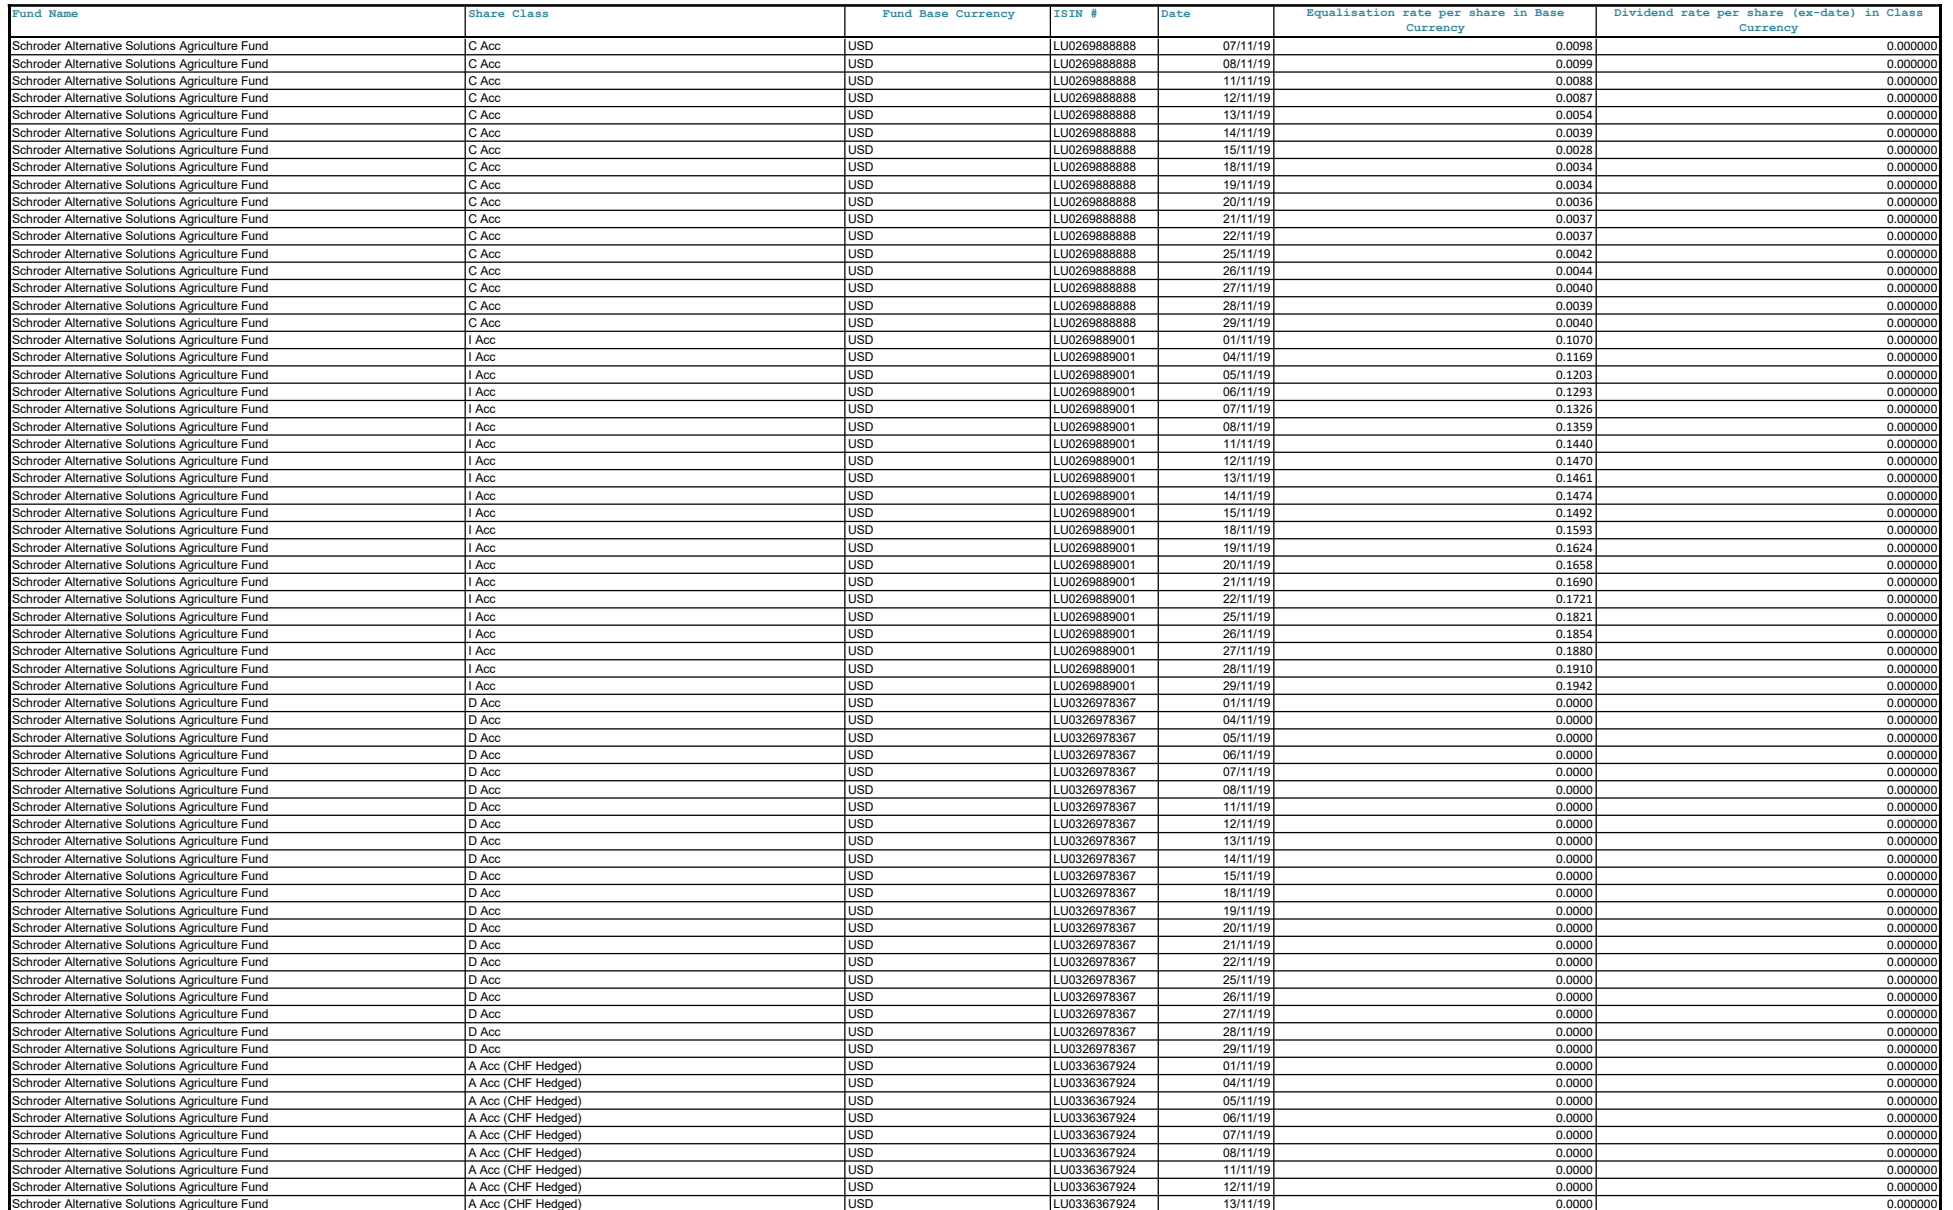 Fund Name Share Class Fund Base Currency ISIN # Date Equalisation rate per share in Base Currency Dividend rate per share (ex-date) in Class Currency
Schroder Alternative Solutions Agriculture Fund C Acc USD LU0269888888 07/11/19 0.0098 0.000000
Schroder Alternative Solutions Agriculture Fund C Acc USD LU0269888888 08/11/19 0.0099 0.000000
Schroder Alternative Solutions Agriculture Fund C Acc USD LU0269888888 11/11/19 0.0088 0.000000
Schroder Alternative Solutions Agriculture Fund C Acc USD LU0269888888 12/11/19 0.0087 0.000000
Schroder Alternative Solutions Agriculture Fund C Acc USD LU0269888888 13/11/19 0.0054 0.000000
Schroder Alternative Solutions Agriculture Fund C Acc USD LU0269888888 14/11/19 0.0039 0.000000
Schroder Alternative Solutions Agriculture Fund C Acc USD LU0269888888 15/11/19 0.0028 0.000000
Schroder Alternative Solutions Agriculture Fund C Acc USD LU0269888888 18/11/19 0.0034 0.000000
Schroder Alternative Solutions Agriculture Fund C Acc USD LU0269888888 19/11/19 0.0034 0.000000
Schroder Alternative Solutions Agriculture Fund C Acc USD LU0269888888 20/11/19 0.0036 0.000000
Schroder Alternative Solutions Agriculture Fund C Acc USD LU0269888888 21/11/19 0.0037 0.000000
Schroder Alternative Solutions Agriculture Fund C Acc USD LU0269888888 22/11/19 0.0037 0.000000
Schroder Alternative Solutions Agriculture Fund C Acc USD LU0269888888 25/11/19 0.0042 0.000000
Schroder Alternative Solutions Agriculture Fund C Acc USD LU0269888888 26/11/19 0.0044 0.000000
Schroder Alternative Solutions Agriculture Fund C Acc USD LU0269888888 27/11/19 0.0040 0.000000
Schroder Alternative Solutions Agriculture Fund C Acc USD LU0269888888 28/11/19 0.0039 0.000000
Schroder Alternative Solutions Agriculture Fund C Acc USD LU0269888888 29/11/19 0.0040 0.000000
Schroder Alternative Solutions Agriculture Fund I Acc USD LU0269889001 01/11/19 0.1070 0.000000
Schroder Alternative Solutions Agriculture Fund I Acc USD LU0269889001 04/11/19 0.1169 0.000000
Schroder Alternative Solutions Agriculture Fund I Acc USD LU0269889001 05/11/19 0.1203 0.000000
Schroder Alternative Solutions Agriculture Fund I Acc USD LU0269889001 06/11/19 0.1293 0.000000
Schroder Alternative Solutions Agriculture Fund I Acc USD LU0269889001 07/11/19 0.1326 0.000000
Schroder Alternative Solutions Agriculture Fund I Acc USD LU0269889001 08/11/19 0.1359 0.000000
Schroder Alternative Solutions Agriculture Fund I Acc USD LU0269889001 11/11/19 0.1440 0.000000
Schroder Alternative Solutions Agriculture Fund I Acc USD LU0269889001 12/11/19 0.1470 0.000000
Schroder Alternative Solutions Agriculture Fund I Acc USD LU0269889001 13/11/19 0.1461 0.000000
Schroder Alternative Solutions Agriculture Fund I Acc USD LU0269889001 14/11/19 0.1474 0.000000
Schroder Alternative Solutions Agriculture Fund I Acc USD LU0269889001 15/11/19 0.1492 0.000000
Schroder Alternative Solutions Agriculture Fund I Acc USD LU0269889001 18/11/19 0.1593 0.000000
Schroder Alternative Solutions Agriculture Fund I Acc USD LU0269889001 19/11/19 0.1624 0.000000
Schroder Alternative Solutions Agriculture Fund I Acc USD LU0269889001 20/11/19 0.1658 0.000000
Schroder Alternative Solutions Agriculture Fund I Acc USD LU0269889001 21/11/19 0.1690 0.000000
Schroder Alternative Solutions Agriculture Fund I Acc USD LU0269889001 22/11/19 0.1721 0.000000
Schroder Alternative Solutions Agriculture Fund I Acc USD LU0269889001 25/11/19 0.1821 0.000000
Schroder Alternative Solutions Agriculture Fund I Acc USD LU0269889001 26/11/19 0.1854 0.000000
Schroder Alternative Solutions Agriculture Fund I Acc USD LU0269889001 27/11/19 0.1880 0.000000
Schroder Alternative Solutions Agriculture Fund I Acc USD LU0269889001 28/11/19 0.1910 0.000000
Schroder Alternative Solutions Agriculture Fund I Acc USD LU0269889001 29/11/19 0.1942 0.000000
Schroder Alternative Solutions Agriculture Fund D Acc USD LU0326978367 01/11/19 0.0000 0.000000
Schroder Alternative Solutions Agriculture Fund D Acc USD LU0326978367 04/11/19 0.0000 0.000000
Schroder Alternative Solutions Agriculture Fund D Acc USD LU0326978367 05/11/19 0.0000 0.000000
Schroder Alternative Solutions Agriculture Fund D Acc USD LU0326978367 06/11/19 0.0000 0.000000
Schroder Alternative Solutions Agriculture Fund D Acc USD LU0326978367 07/11/19 0.0000 0.000000
Schroder Alternative Solutions Agriculture Fund D Acc USD LU0326978367 08/11/19 0.0000 0.000000
Schroder Alternative Solutions Agriculture Fund D Acc USD LU0326978367 11/11/19 0.0000 0.000000
Schroder Alternative Solutions Agriculture Fund D Acc USD LU0326978367 12/11/19 0.0000 0.000000
Schroder Alternative Solutions Agriculture Fund D Acc USD LU0326978367 13/11/19 0.0000 0.000000
Schroder Alternative Solutions Agriculture Fund D Acc USD LU0326978367 14/11/19 0.0000 0.000000
Schroder Alternative Solutions Agriculture Fund D Acc USD LU0326978367 15/11/19 0.0000 0.000000
Schroder Alternative Solutions Agriculture Fund D Acc USD LU0326978367 18/11/19 0.0000 0.000000
Schroder Alternative Solutions Agriculture Fund D Acc USD LU0326978367 19/11/19 0.0000 0.000000
Schroder Alternative Solutions Agriculture Fund D Acc USD LU0326978367 20/11/19 0.0000 0.000000
Schroder Alternative Solutions Agriculture Fund D Acc USD LU0326978367 21/11/19 0.0000 0.000000
Schroder Alternative Solutions Agriculture Fund D Acc USD LU0326978367 22/11/19 0.0000 0.000000
Schroder Alternative Solutions Agriculture Fund D Acc USD LU0326978367 25/11/19 0.0000 0.000000
Schroder Alternative Solutions Agriculture Fund D Acc USD LU0326978367 26/11/19 0.0000 0.000000
Schroder Alternative Solutions Agriculture Fund D Acc USD LU0326978367 27/11/19 0.0000 0.000000
Schroder Alternative Solutions Agriculture Fund D Acc USD LU0326978367 28/11/19 0.0000 0.000000
Schroder Alternative Solutions Agriculture Fund D Acc USD LU0326978367 29/11/19 0.0000 0.000000
Schroder Alternative Solutions Agriculture Fund A Acc (CHF Hedged) USD LU0336367924 01/11/19 0.0000 0.000000
Schroder Alternative Solutions Agriculture Fund A Acc (CHF Hedged) USD LU0336367924 04/11/19 0.0000 0.000000
Schroder Alternative Solutions Agriculture Fund A Acc (CHF Hedged) USD LU0336367924 05/11/19 0.0000 0.000000
Schroder Alternative Solutions Agriculture Fund A Acc (CHF Hedged) USD LU0336367924 06/11/19 0.0000 0.000000
Schroder Alternative Solutions Agriculture Fund A Acc (CHF Hedged) USD LU0336367924 07/11/19 0.0000 0.000000
Schroder Alternative Solutions Agriculture Fund A Acc (CHF Hedged) USD LU0336367924 08/11/19 0.0000 0.000000
Schroder Alternative Solutions Agriculture Fund A Acc (CHF Hedged) USD LU0336367924 11/11/19 0.0000 0.000000
Schroder Alternative Solutions Agriculture Fund A Acc (CHF Hedged) USD LU0336367924 12/11/19 0.0000 0.000000
Schroder Alternative Solutions Agriculture Fund A Acc (CHF Hedged) USD LU0336367924 13/11/19 0.0000 0.000000